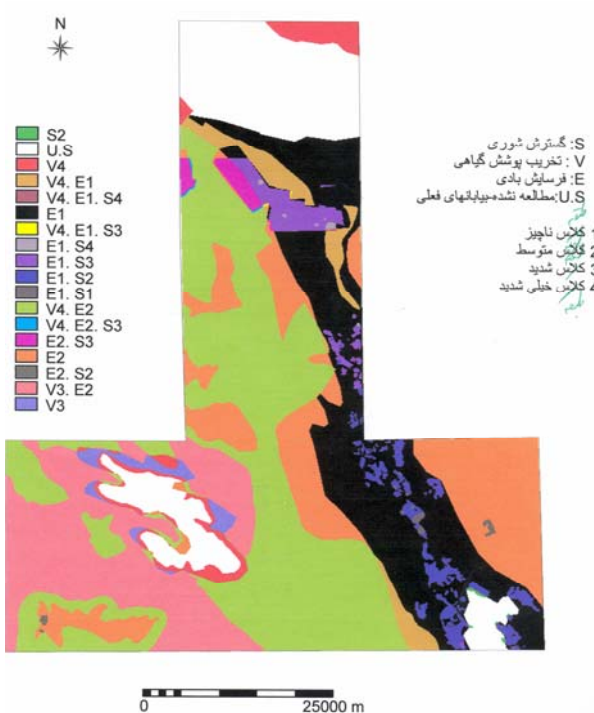 N
S2
U.S
V4
V4. E1
V4. E1. S4
E1
V4. E1. S3
E1. S4
E1. S3
E1. S2
E1. S1
V4. E2
V4. E2. S3
E2. S3
E2
E2. S2
V3. E2
V3
S: گسترش شوری
V : تخریب پوشش گیاهی
E: فرسایش بادی
U.S:مطالعه نشده-بیابانهای فعلی
1 کلاس ناچیز
2 کلاس متوسط
3 کلاس شدید
4 کلاس خیلی شدید
0 25000 m